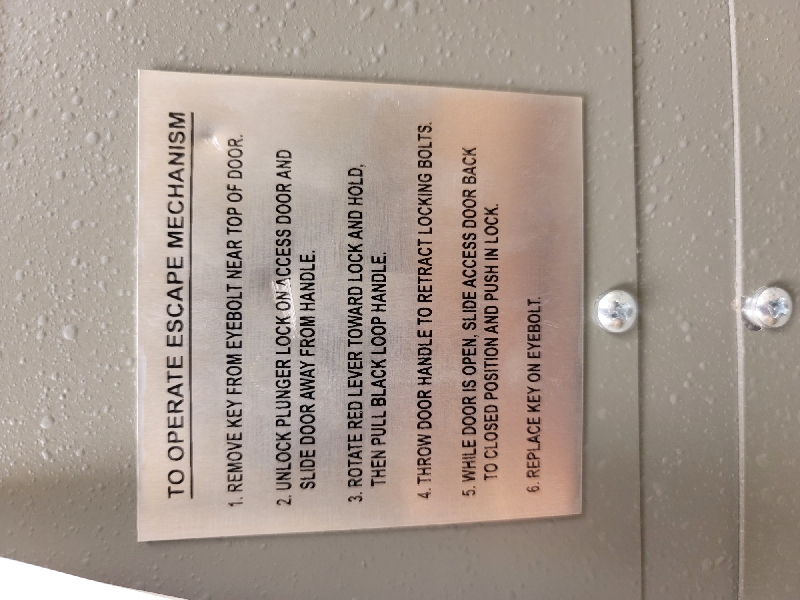 TO OPERATE ESCAPE MECHANISM
1. REMOVE KEY FROM EYEBOLT NEAR TOP OF DOOR.
2. UNLOCK PLUNGER LOCK ON ACCESS DOOR AND
SLIDE DOOR AWAY FROM HANDLE.
3. ROTATE RED LEVER TOWARD LOCK AND HOLD,
THEN PULL BLACK LOOP HANDLE.
4. THROW DOOR HANDLE TO RETRACT LOCKING BOLTS.
5. WHILE DOOR IS OPEN, SLIDE ACCESS DOOR BACK
TO CLOSED POSITION AND PUSH IN LOCK.
6. REPLACE KEY ON EYEBOLT.